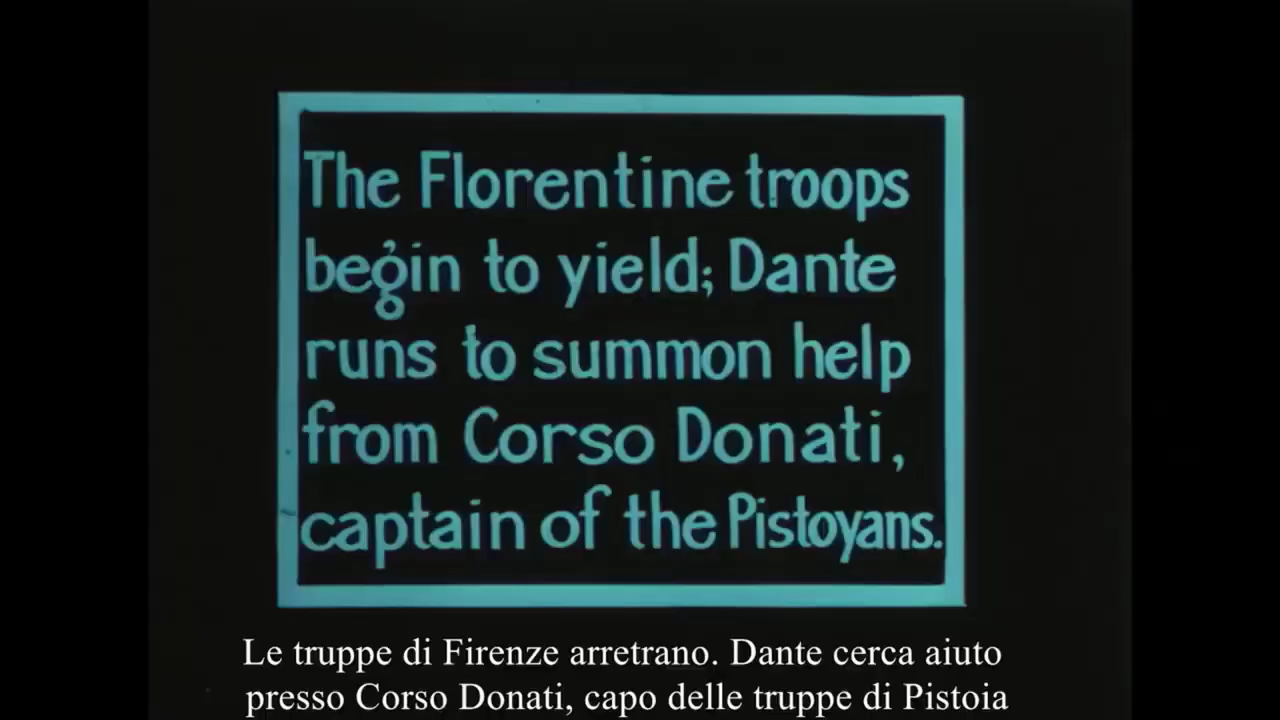 The Florentine troops
begin to yield; Dante
runs to summon help
from Corso Donati,
captain of the Pistoyans.
Le truppe di Firenze arretrano. Dante cerca aiuto
presso Corso Donati, capo delle truppe di Pistoia